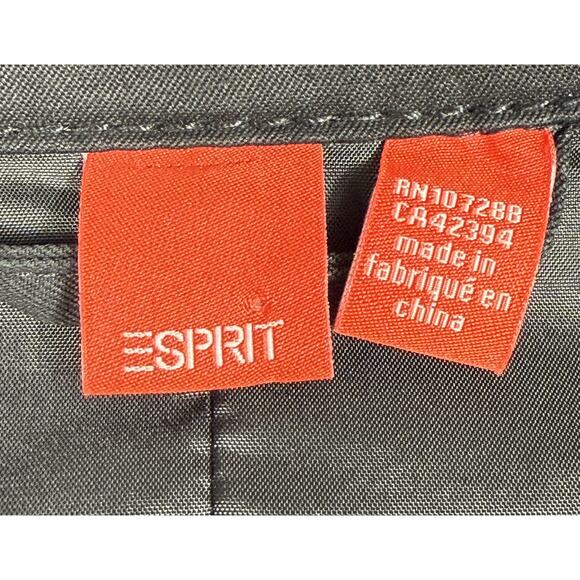 ESPRIT
RN107288
CA42394
made in
fabriqué en
china